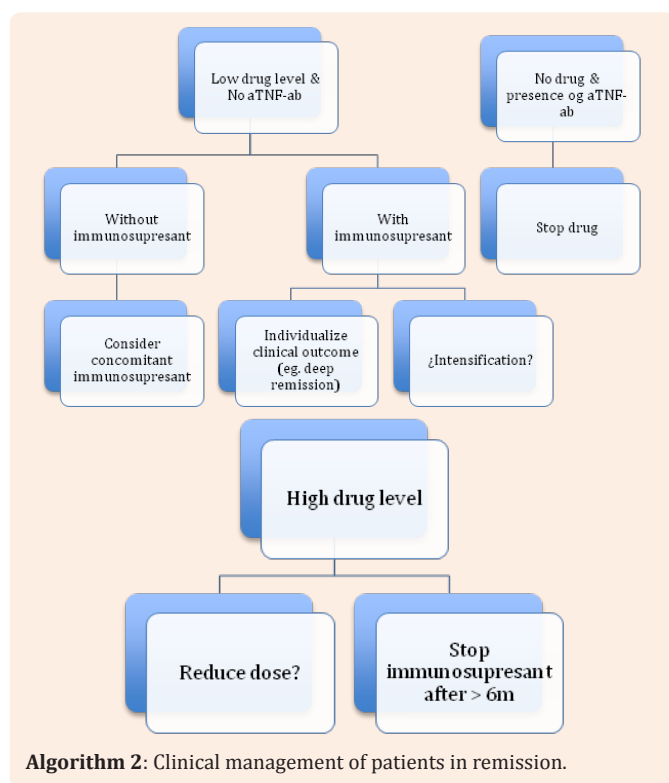 Low drug level &
No aTNF-ab
No drug &
presence og aTNF-
ab
Without
immunosupresant
With
immunosupresant
Stop drug
Consider
concomitant
immunosupresant
Individualize
clinical outcome
(eg. deep
remission)
¿Intensification?
High drug level
Reduce dose?
Stop
immunosupresant
after > 6m
Algorithm 2: Clinical management of patients in remission.